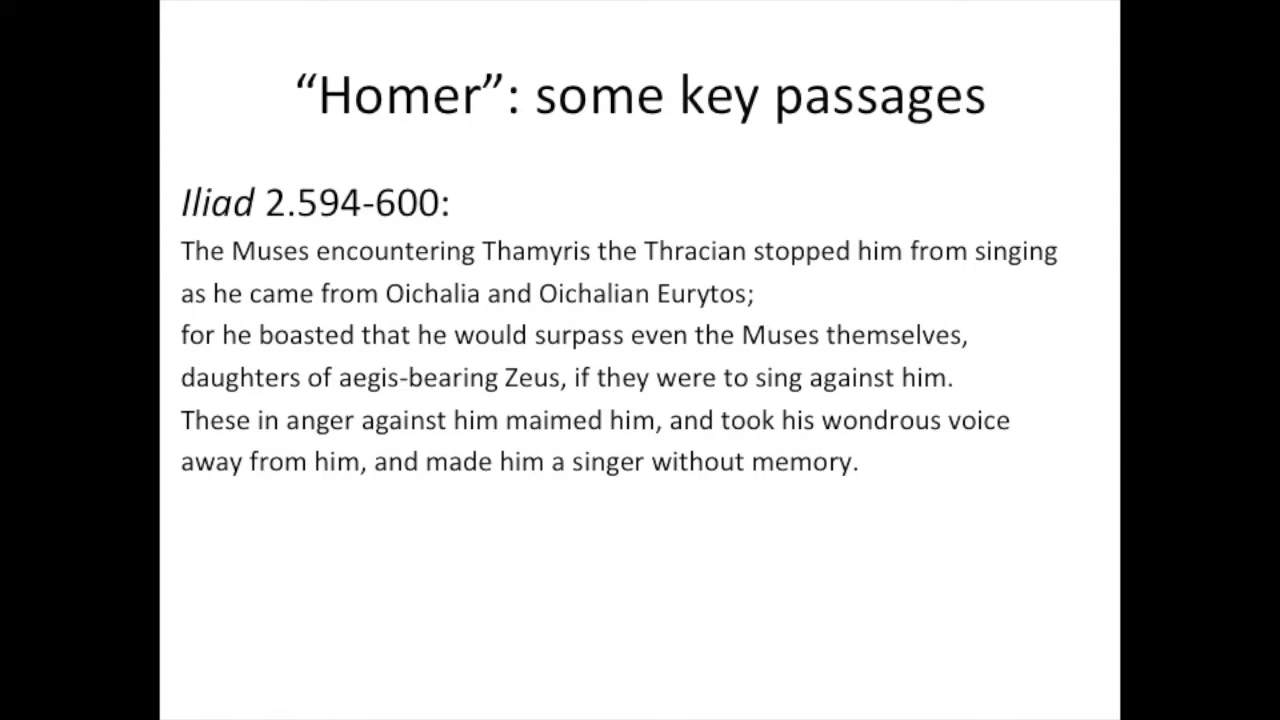 “Homer”: some key passages
Iliad 2.594-600:
The Muses encountering Thamyris the Thracian stopped him from singing
as he came from Oichalia and Oichalian Eurytos;
for he boasted that he would surpass even the Muses themselves,
daughters of aegis-bearing Zeus, if they were to sing against him.
These in anger against him maimed him, and took his wondrous voice
away from him, and made him a singer without memory.